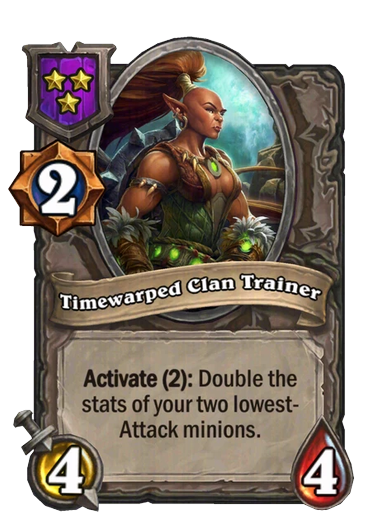 2
Timewarped Clan Trainer
Activate (2): Double the
stats of your two lowest-
Attack minions.
4
4